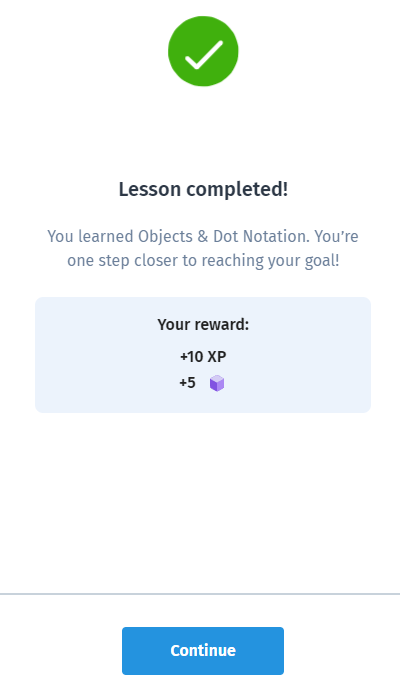 Lesson completed!
You learned Objects & Dot Notation. You’re
one step closer to reaching your goal!
Your reward:
+10 XP
+5
Continue